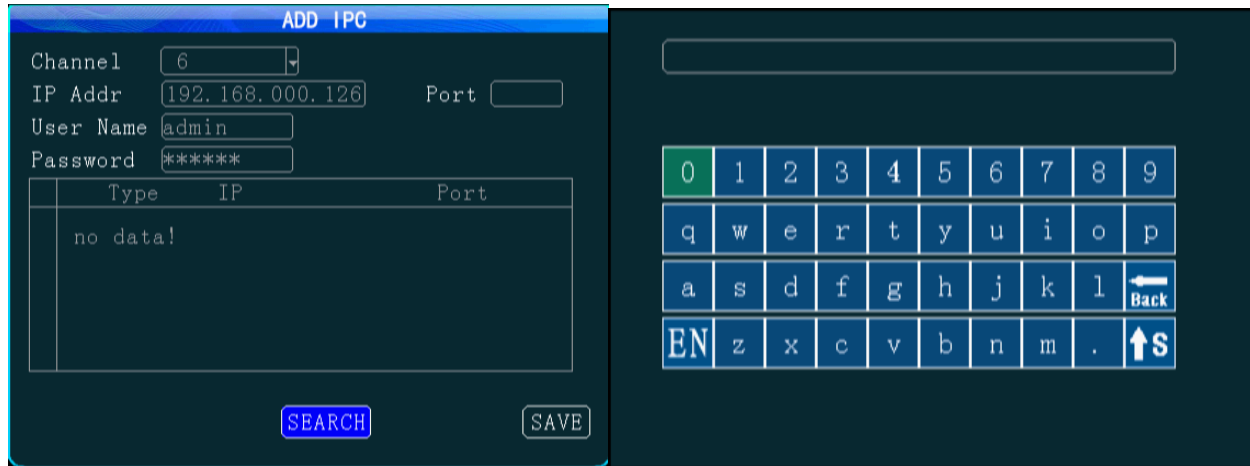 ADD IPC
Channel 6
IP Addr 192.168.000.126 Port
User Name admin
Password ******
Type IP Port
no data!
SEARCH SAVE
0 1 2 3 4 5 6 7 8 9
q w e r t y u i o p
a s d f g h j k l Back
EN z x c v b n m . S